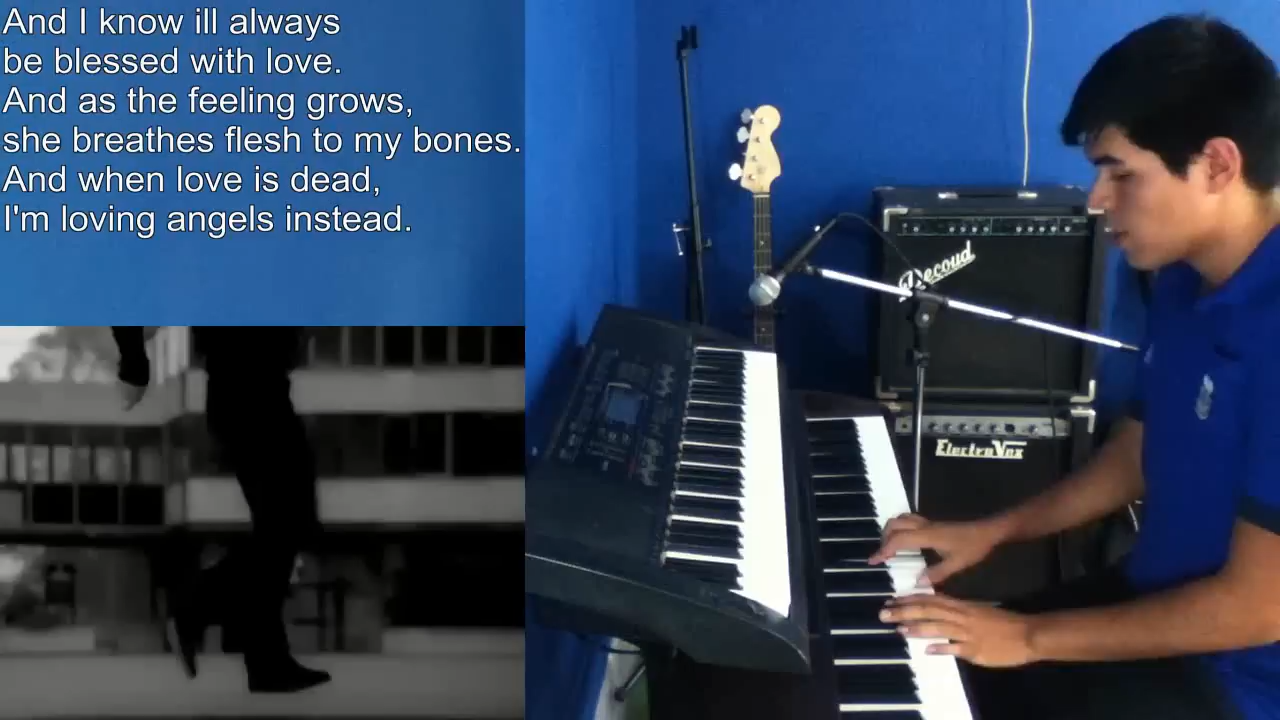 And I know ill always
be blessed with love.
And as the feeling grows,
she breathes flesh to my bones.
And when love is dead,
I'm loving angels instead.
Decoud
ElectroVox